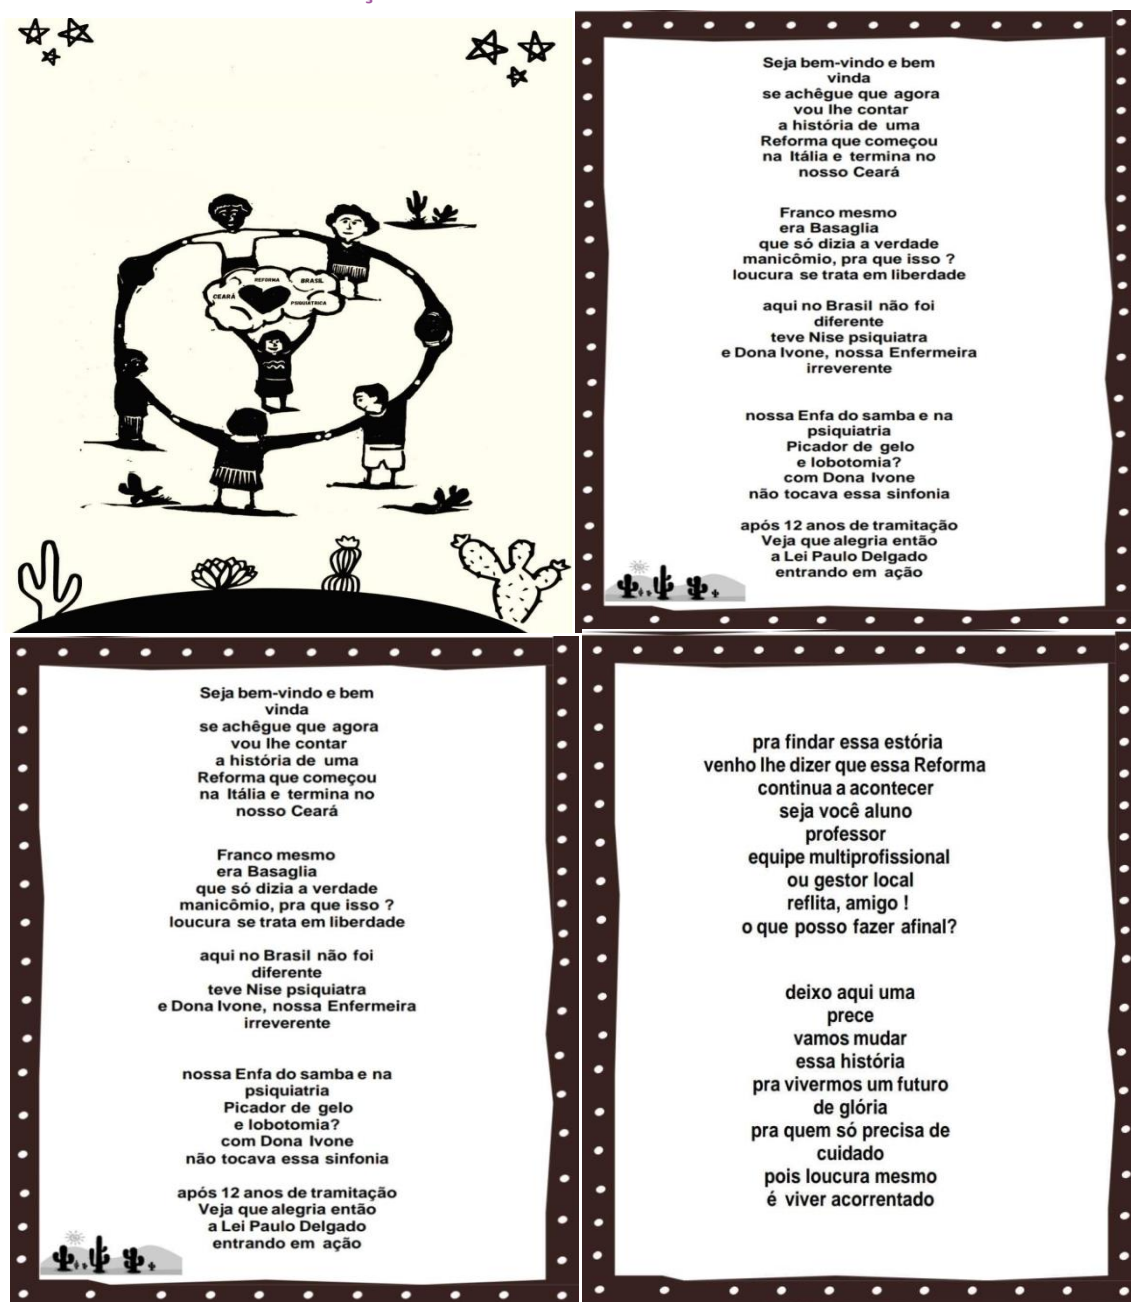 REFORMA
BRASIL
CEARÁ
PSIQUIÁTRICA
Seja bem-vindo e bem
vinda
se achêgue que agora
vou lhe contar
a história de uma
Reforma que começou
na Itália e termina no
nosso Ceará
Franco mesmo
era Basaglia
que só dizia a verdade
manicômio, pra que isso ?
loucura se trata em liberdade
aqui no Brasil não foi
diferente
teve Nise psiquiatra
e Dona Ivone, nossa Enfermeira
irreverente
nossa Enfa do samba e na
psiquiatria
Picador de gelo
e lobotomia?
com Dona Ivone
não tocava essa sinfonia
após 12 anos de tramitação
Veja que alegria então
a Lei Paulo Delgado
entrando em ação
Seja bem-vindo e bem
vinda
se achêgue que agora
vou lhe contar
a história de uma
Reforma que começou
na Itália e termina no
nosso Ceará
Franco mesmo
era Basaglia
que só dizia a verdade
manicômio, pra que isso ?
loucura se trata em liberdade
aqui no Brasil não foi
diferente
teve Nise psiquiatra
e Dona Ivone, nossa Enfermeira
irreverente
nossa Enfa do samba e na
psiquiatria
Picador de gelo
e lobotomia?
com Dona Ivone
não tocava essa sinfonia
após 12 anos de tramitação
Veja que alegria então
a Lei Paulo Delgado
entrando em ação
pra findar essa estória
venho lhe dizer que essa Reforma
continua a acontecer
seja você aluno
professor
equipe multiprofissional
ou gestor local
reflita, amigo !
o que posso fazer afinal?
deixo aqui uma
prece
vamos mudar
essa história
pra vivermos um futuro
de glória
pra quem só precisa de
cuidado
pois loucura mesmo
é viver acorrentado